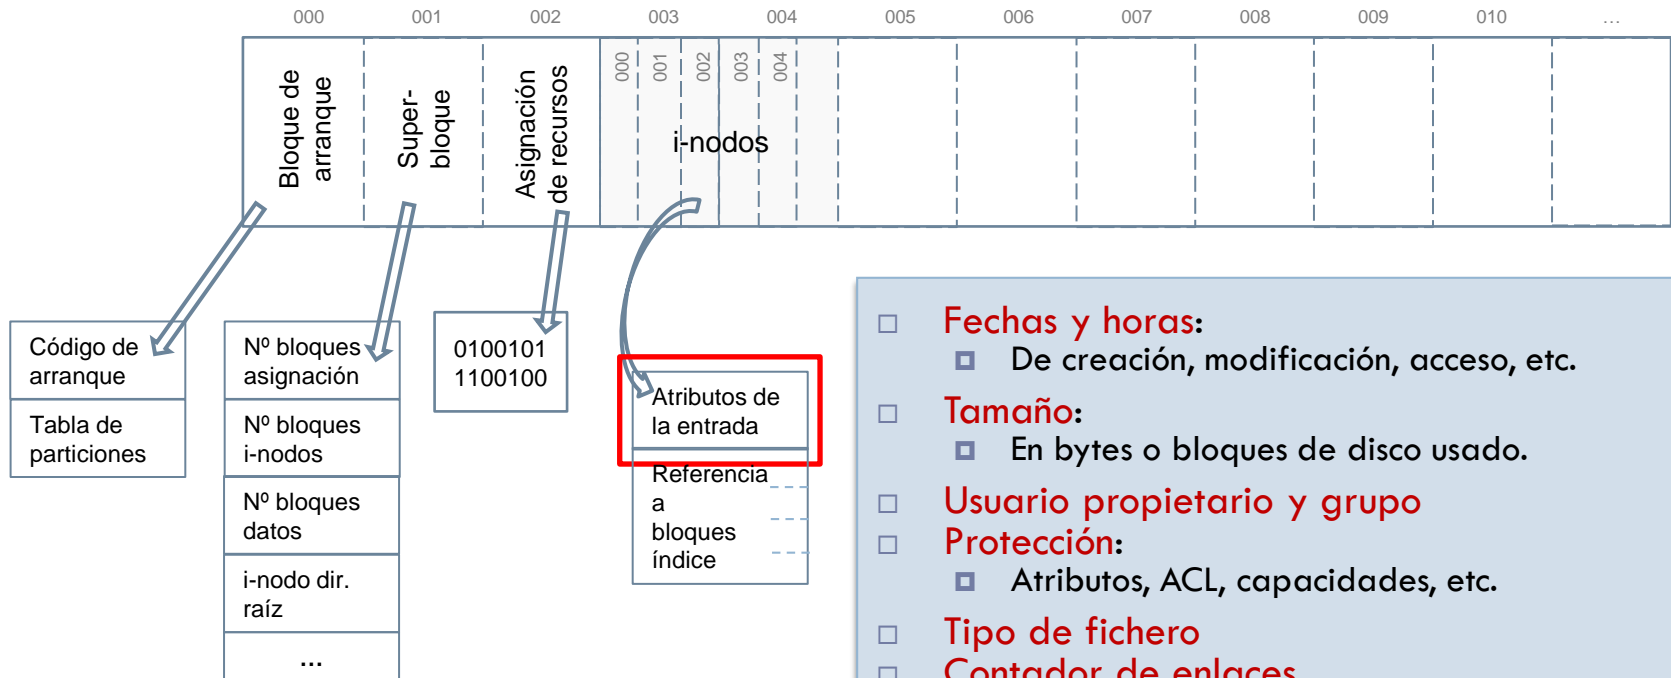 000 001 002 003 004 005 006 007 008 009 010 ...
Bloque de
arranque
Super-
bloque
Asignación
de recursos
000
001
002
003
004
i-nodos
Código de
arranque
Tabla de
particiones
Nº bloques
asignación
Nº bloques
i-nodos
Nº bloques
datos
i-nodo dir.
raíz
...
0100101
1100100
Atributos de
la entrada
Referencia
a
bloques
índice
Fechas y horas:
De creación, modificación, acceso, etc.
Tamaño:
En bytes o bloques de disco usado.
Usuario propietario y grupo
Protección:
Atributos, ACL, capacidades, etc.
Tipo de fichero
Contador de enlaces